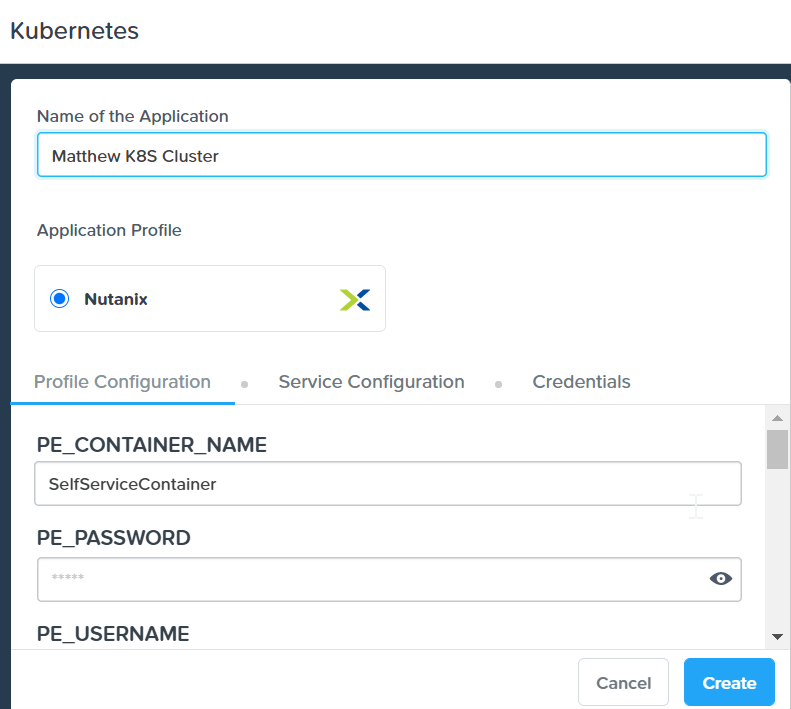 Kubernetes
Name of the Application
Matthew K8S Cluster
Application Profile
Nutanix
Profile Configuration Service Configuration Credentials
PE_CONTAINER_NAME
SelfServiceContainer
PE_PASSWORD
*****
PE_USERNAME
Cancel Create